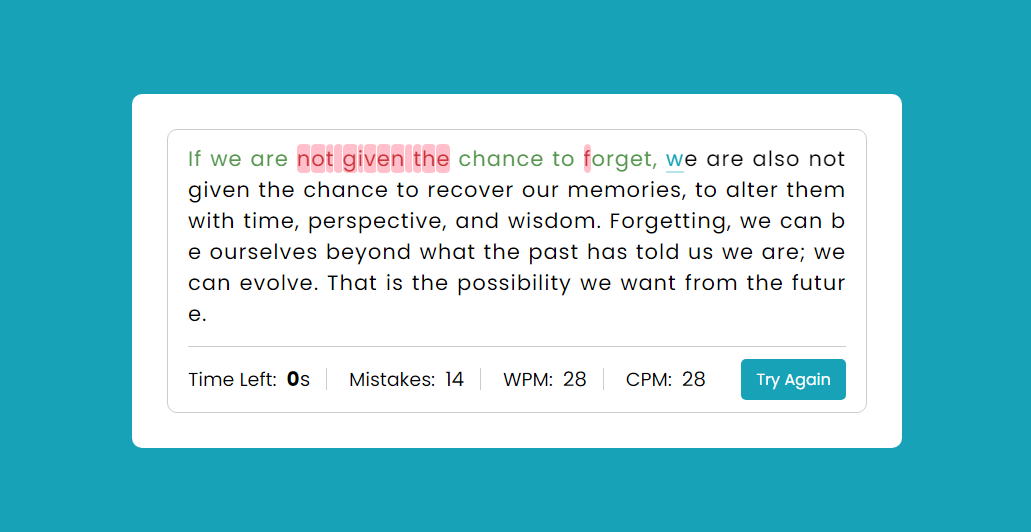 If we are not given the chance to forget, we are also not
given the chance to recover our memories, to alter them
with time, perspective, and wisdom. Forgetting, we can b
e ourselves beyond what the past has told us we are; we
can evolve. That is the possibility we want from the futur
e.
Time Left: 0s Mistakes: 14 WPM: 28 CPM: 28 Try Again